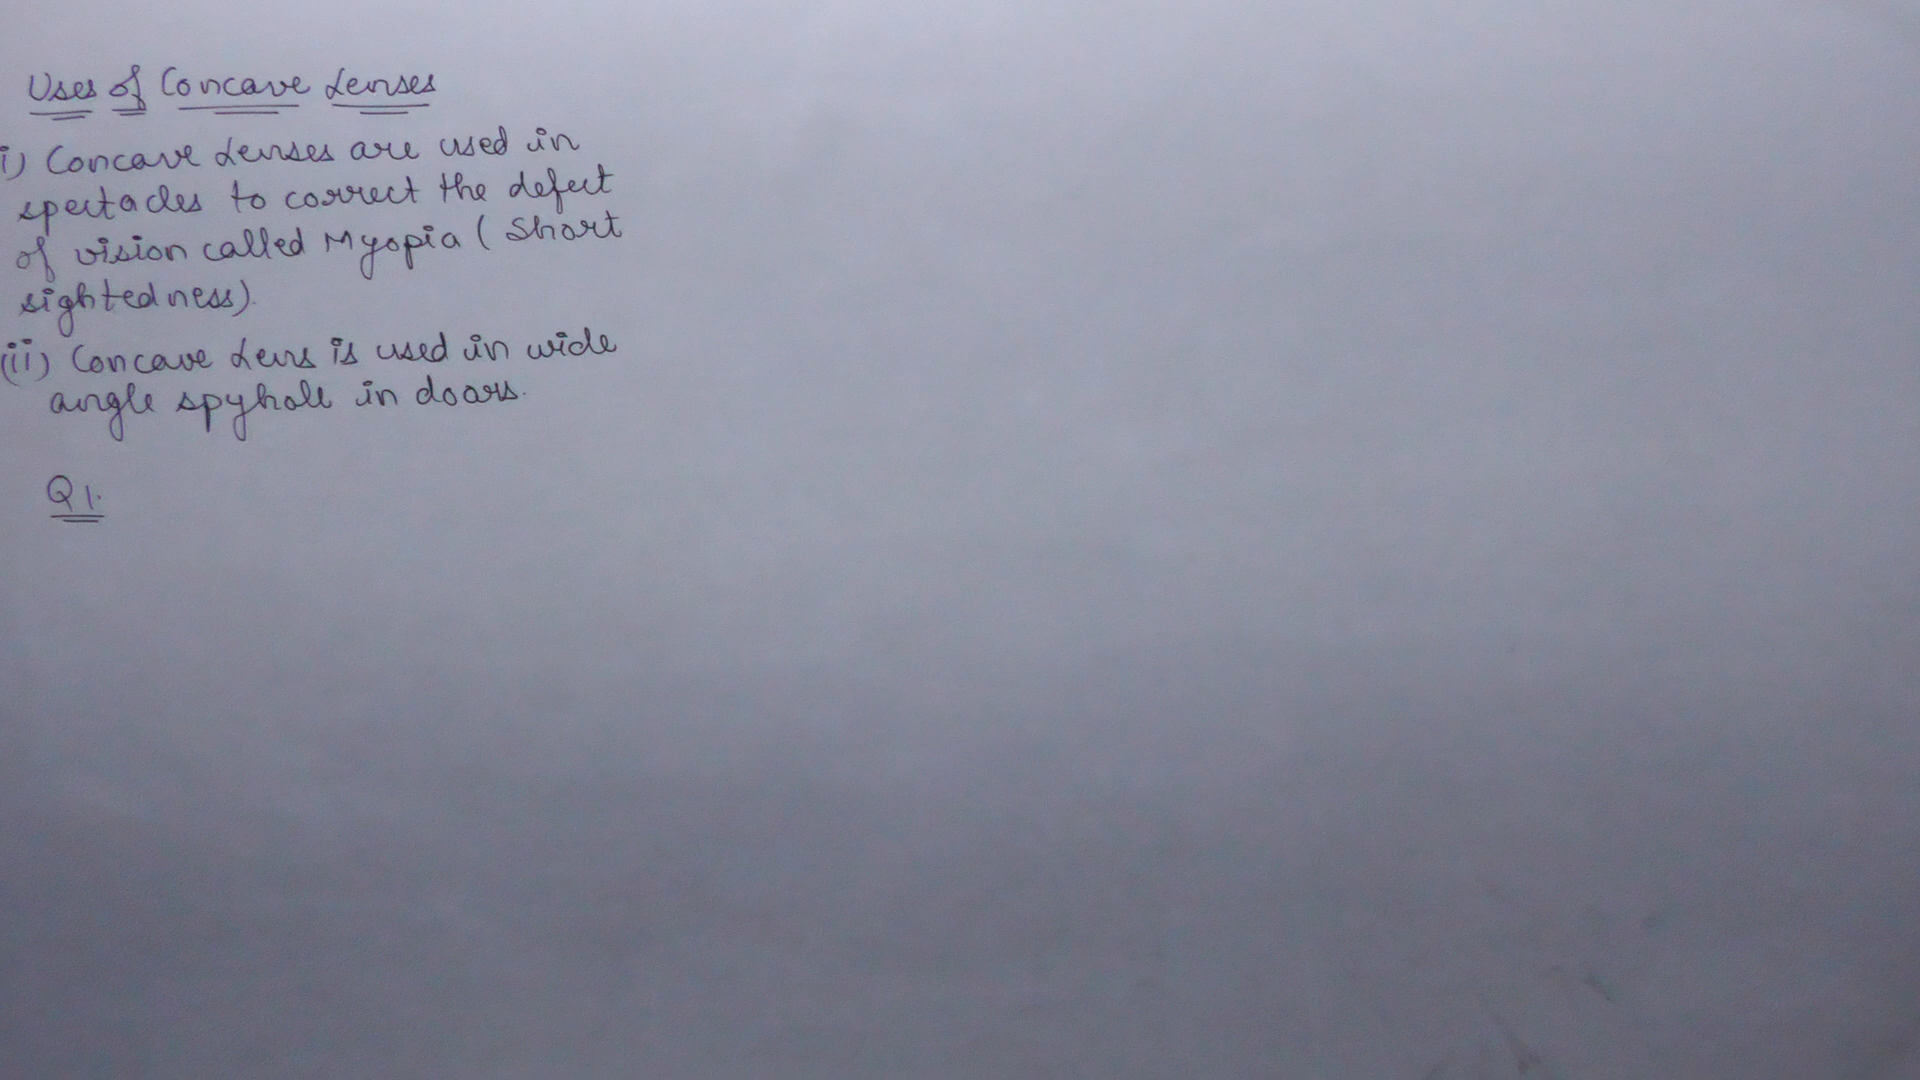 Uses of Concave Lenses
i) Concave Lenses are used in
spectacles to correct the defect
of vision called Myopia ( Short
sightedness).
(ii) Concave Lens is used in wide
angle spyhole in doors.
Q1.